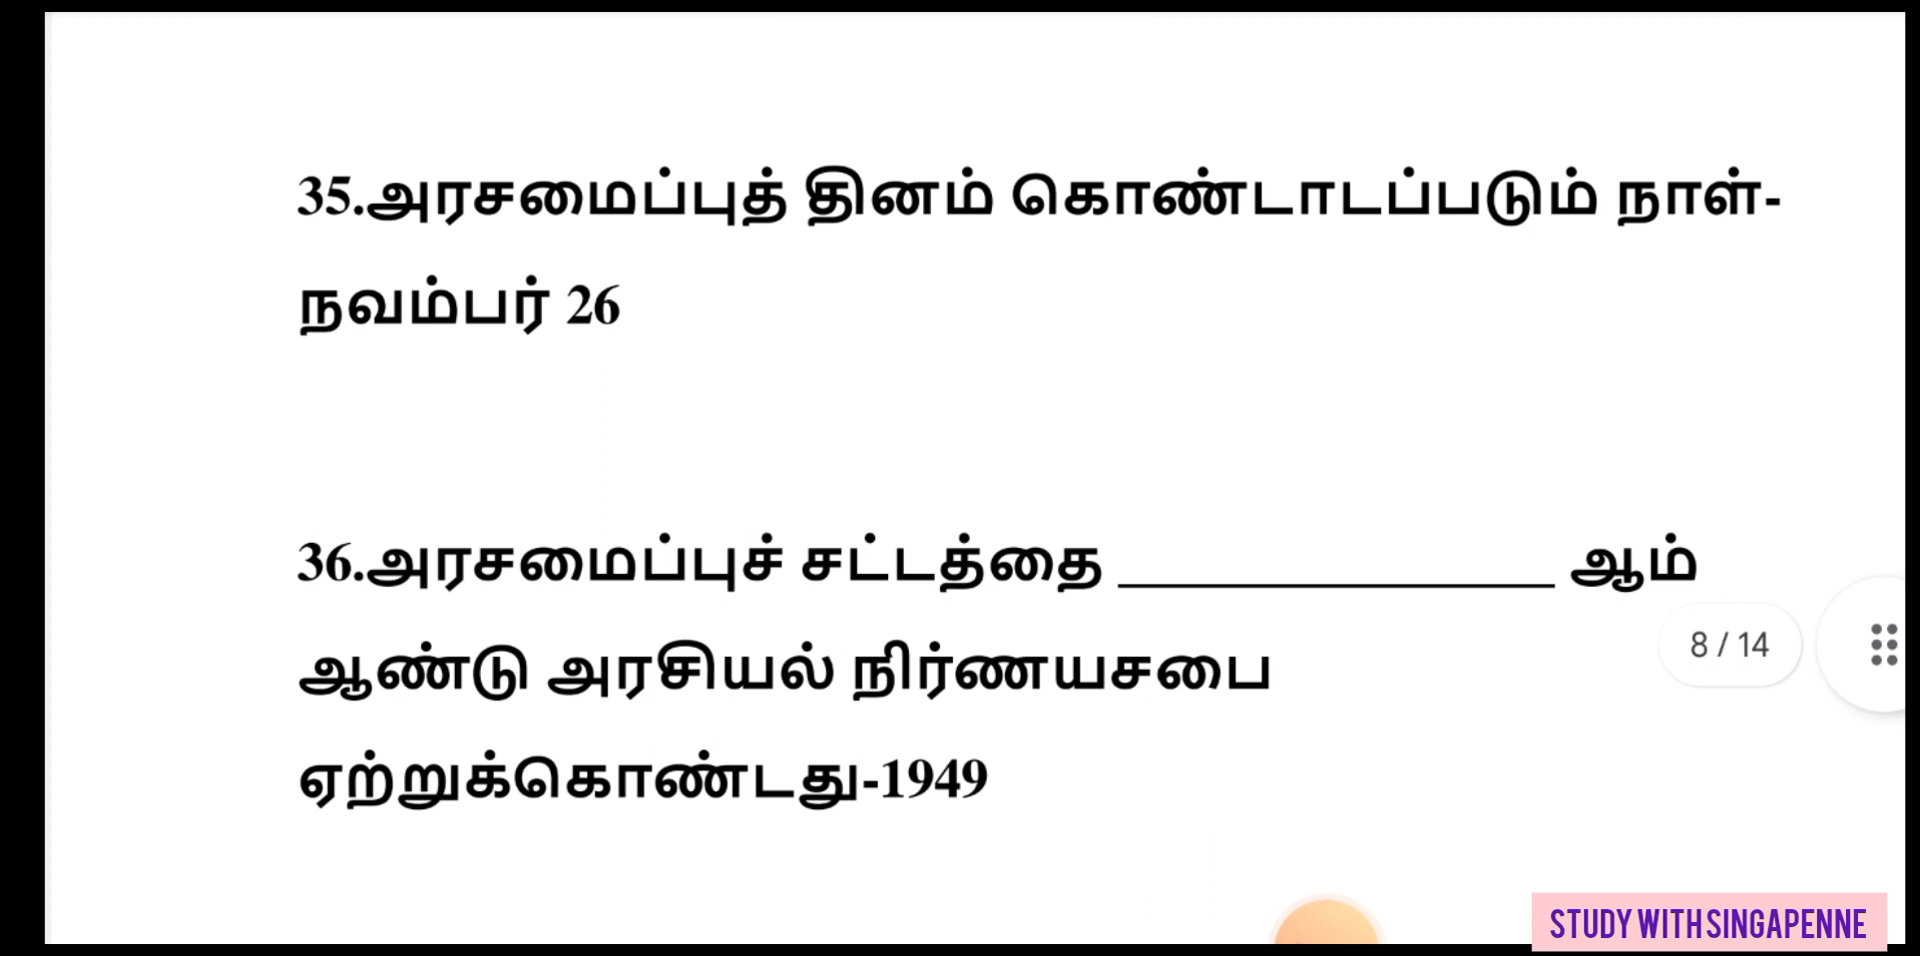 35.அரசமைப்புத் தினம் கொண்டாடப்படும் நாள்-
நவம்பர் 26
36.அரசமைப்புச் சட்டத்தை ________________ ஆம்
ஆண்டு அரசியல் நிர்ணயசபை
ஏற்றுக்கொண்டது-1949
8 / 14
STUDY WITH SINGAPENNE